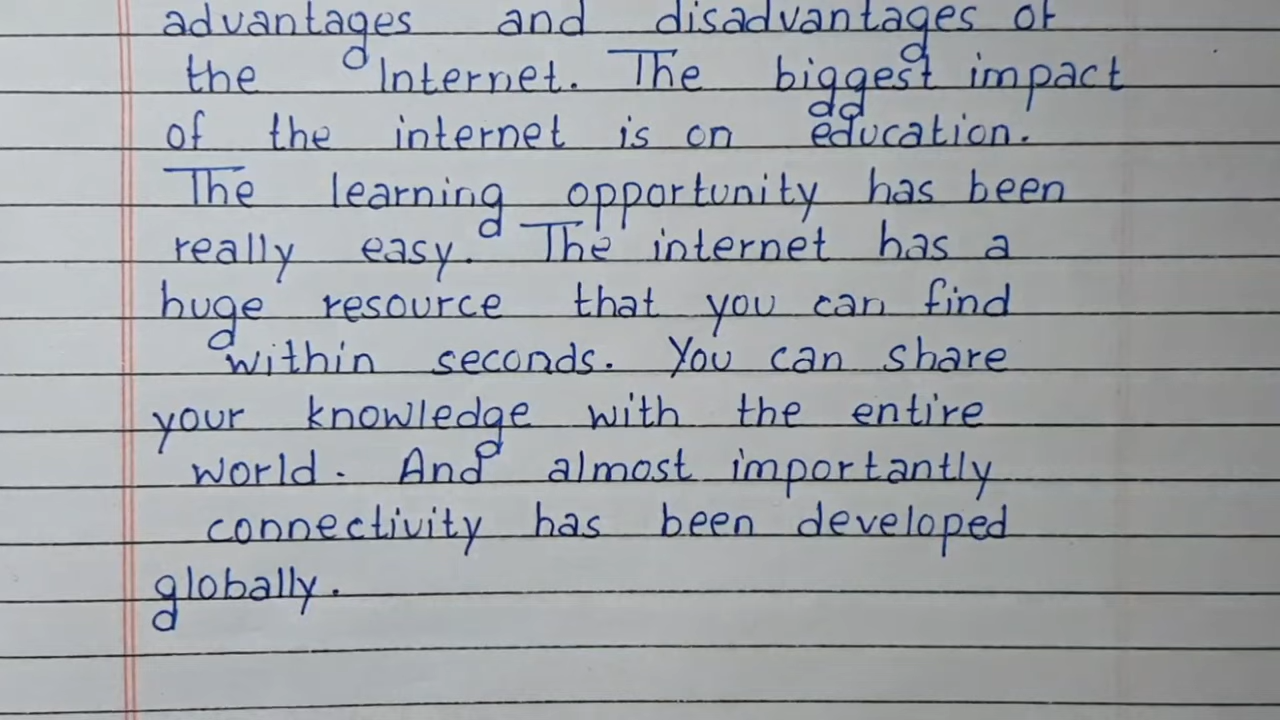 advantages and disadvantages of
the Internet. The biggest impact
of the internet is on education.
The learning opportunity has been
really easy. The internet has a
huge resource that you can find
within seconds. You can share
your knowledge with the entire
world. And almost importantly
connectivity has been developed
globally.